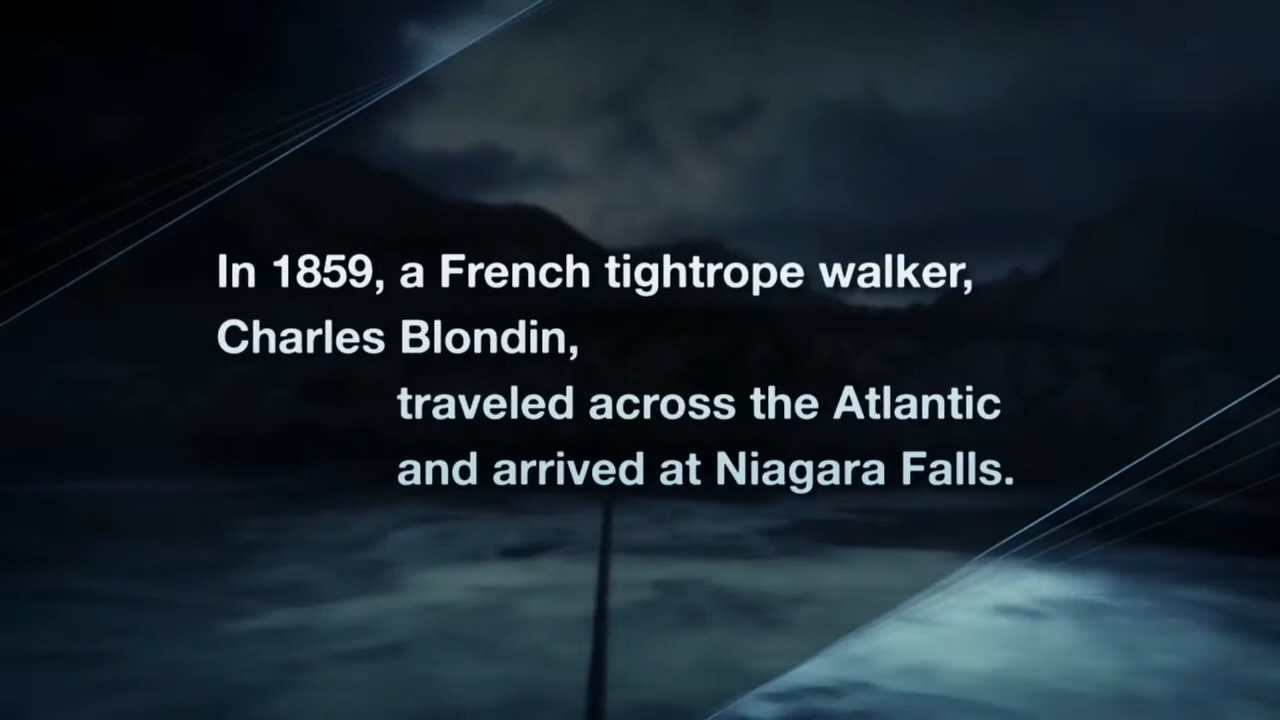 In 1859, a French tightrope walker,
Charles Blondin,
traveled across the Atlantic
and arrived at Niagara Falls.